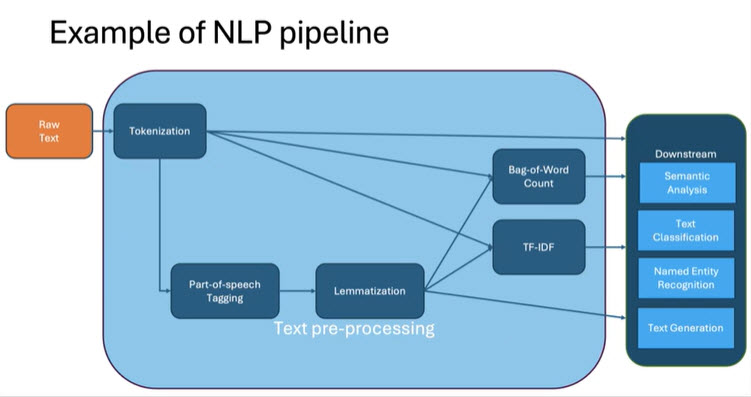 Example of NLP pipeline
Raw
Text
Tokenization
Part-of-speech
Tagging
Lemmatization
Bag-of-Word
Count
TF-IDF
Text pre-processing
Downstream
Semantic
Analysis
Text
Classification
Named Entity
Recognition
Text Generation